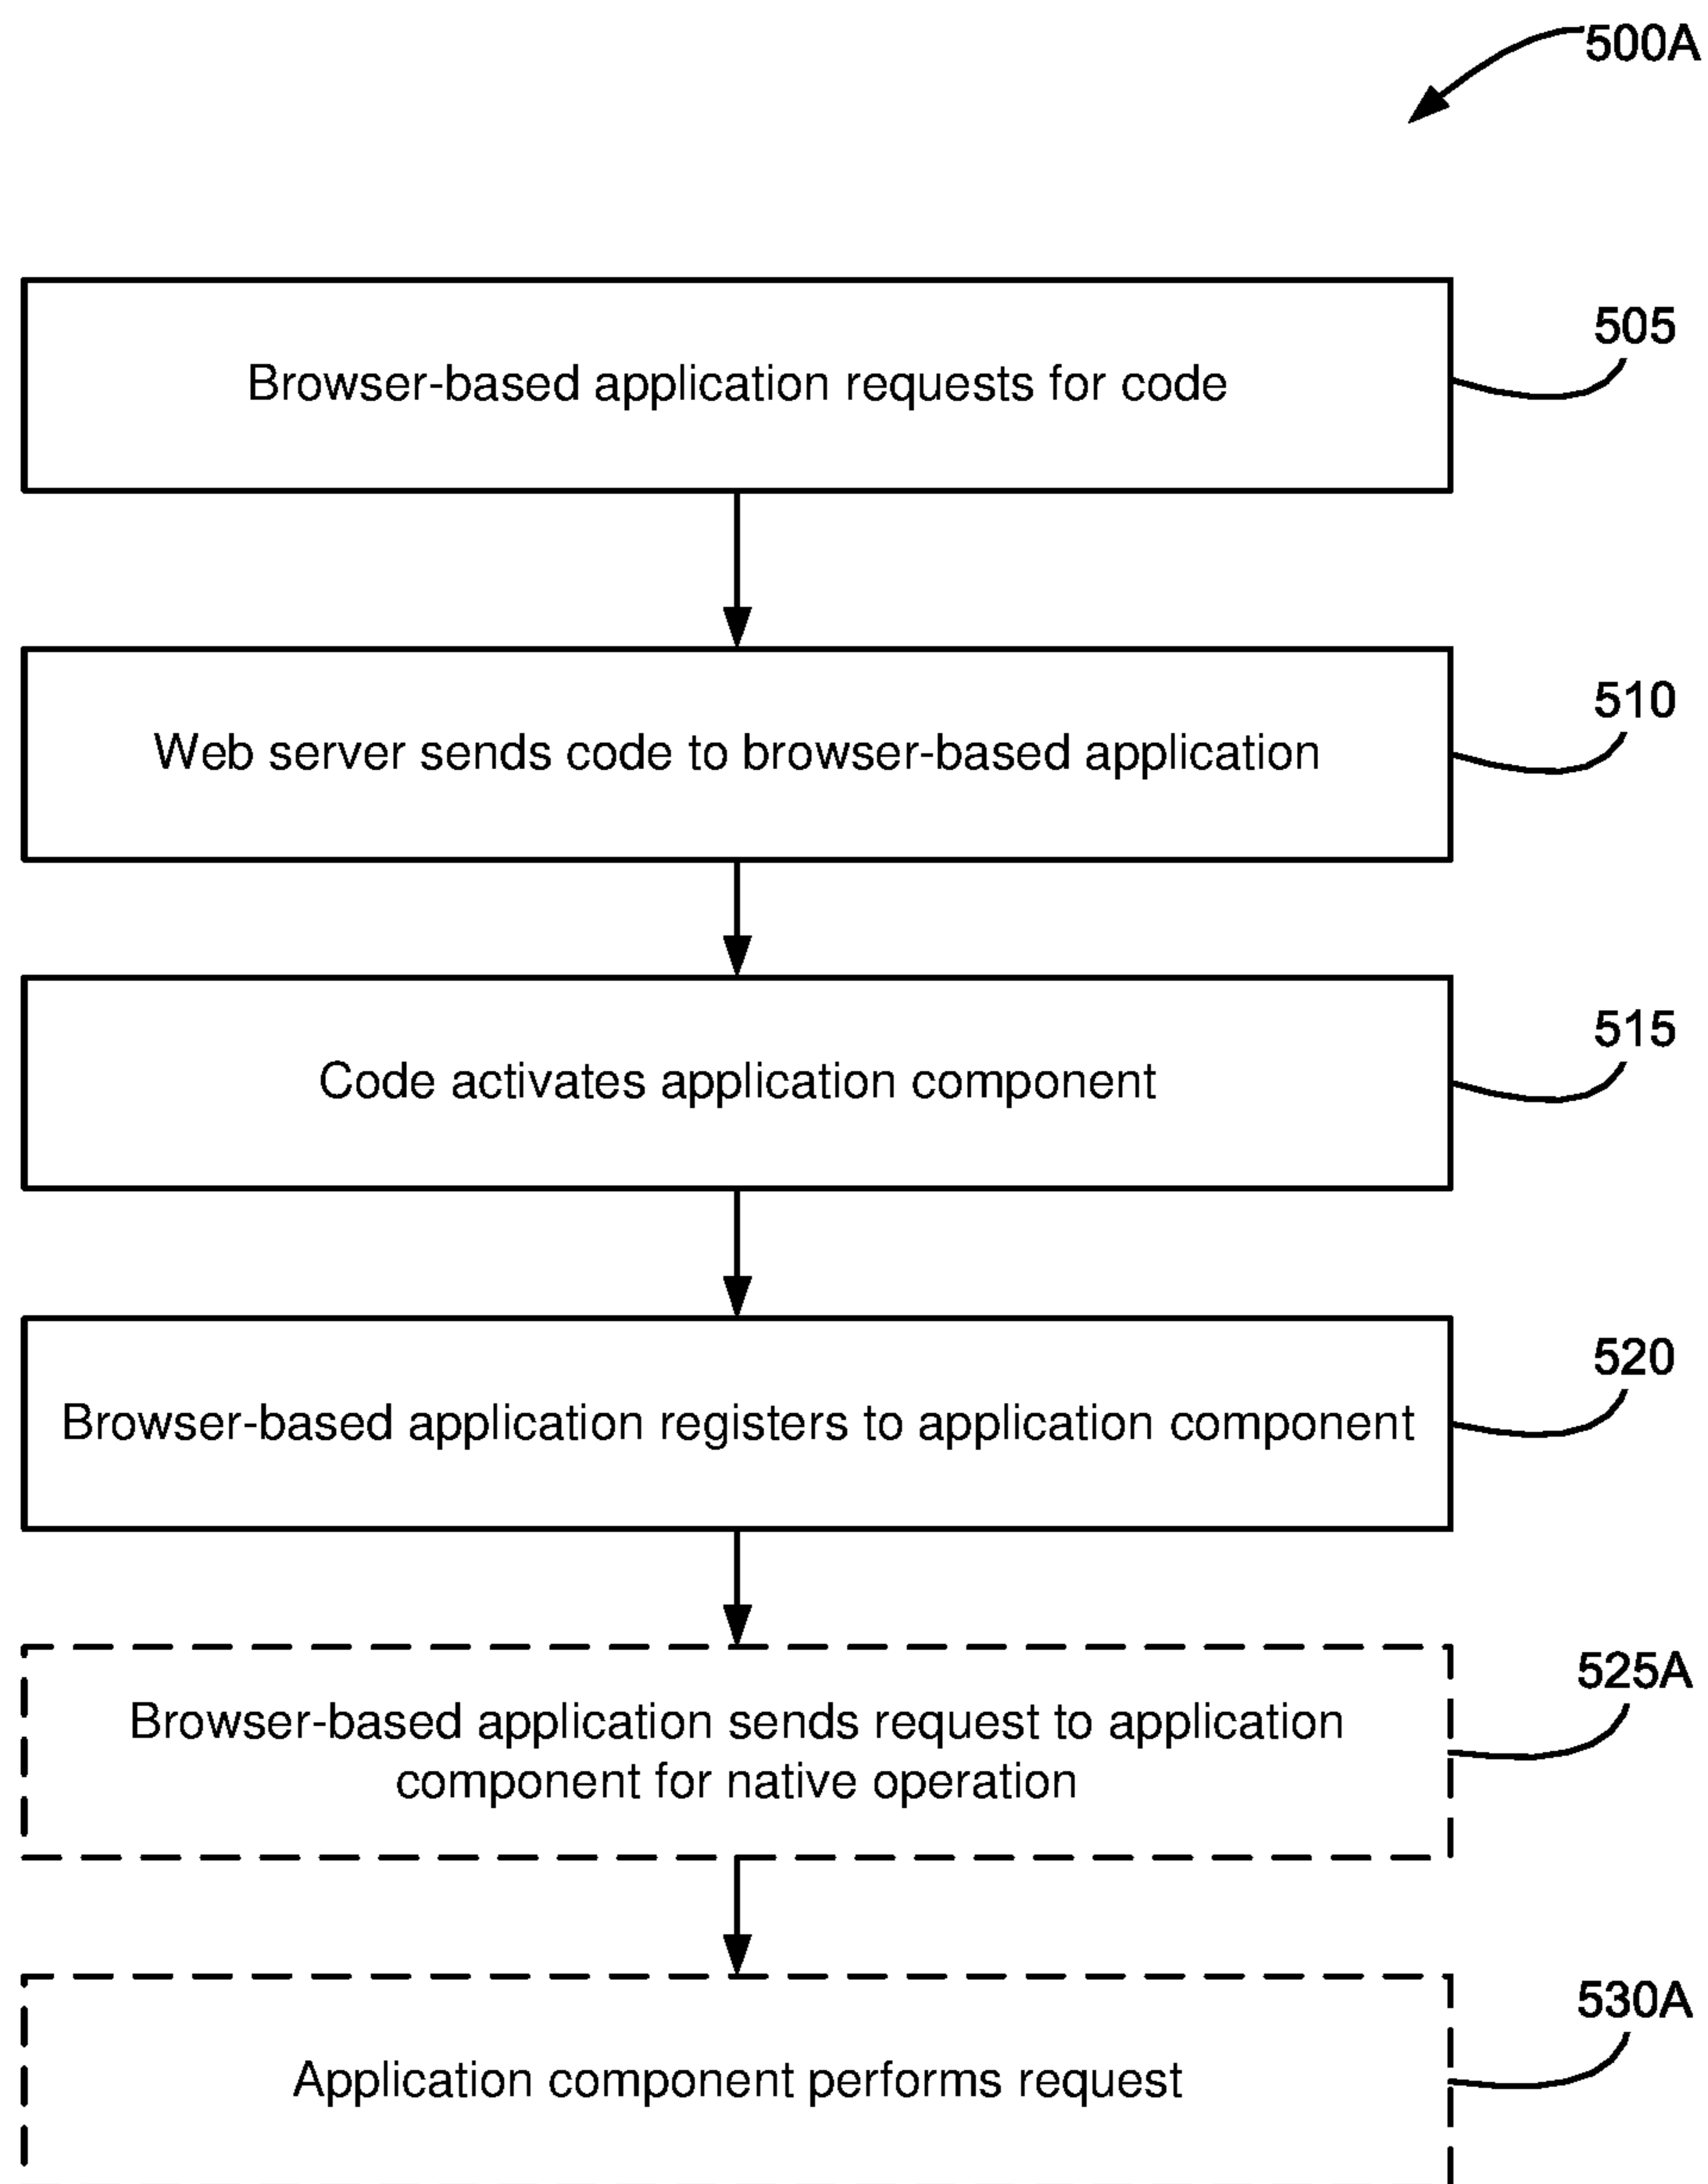 500A
Browser-based application requests for code
505
Web server sends code to browser-based application
510
Code activates application component
515
Browser-based application registers to application component
520
Browser-based application sends request to application
component for native operation
525A
Application component performs request
530A